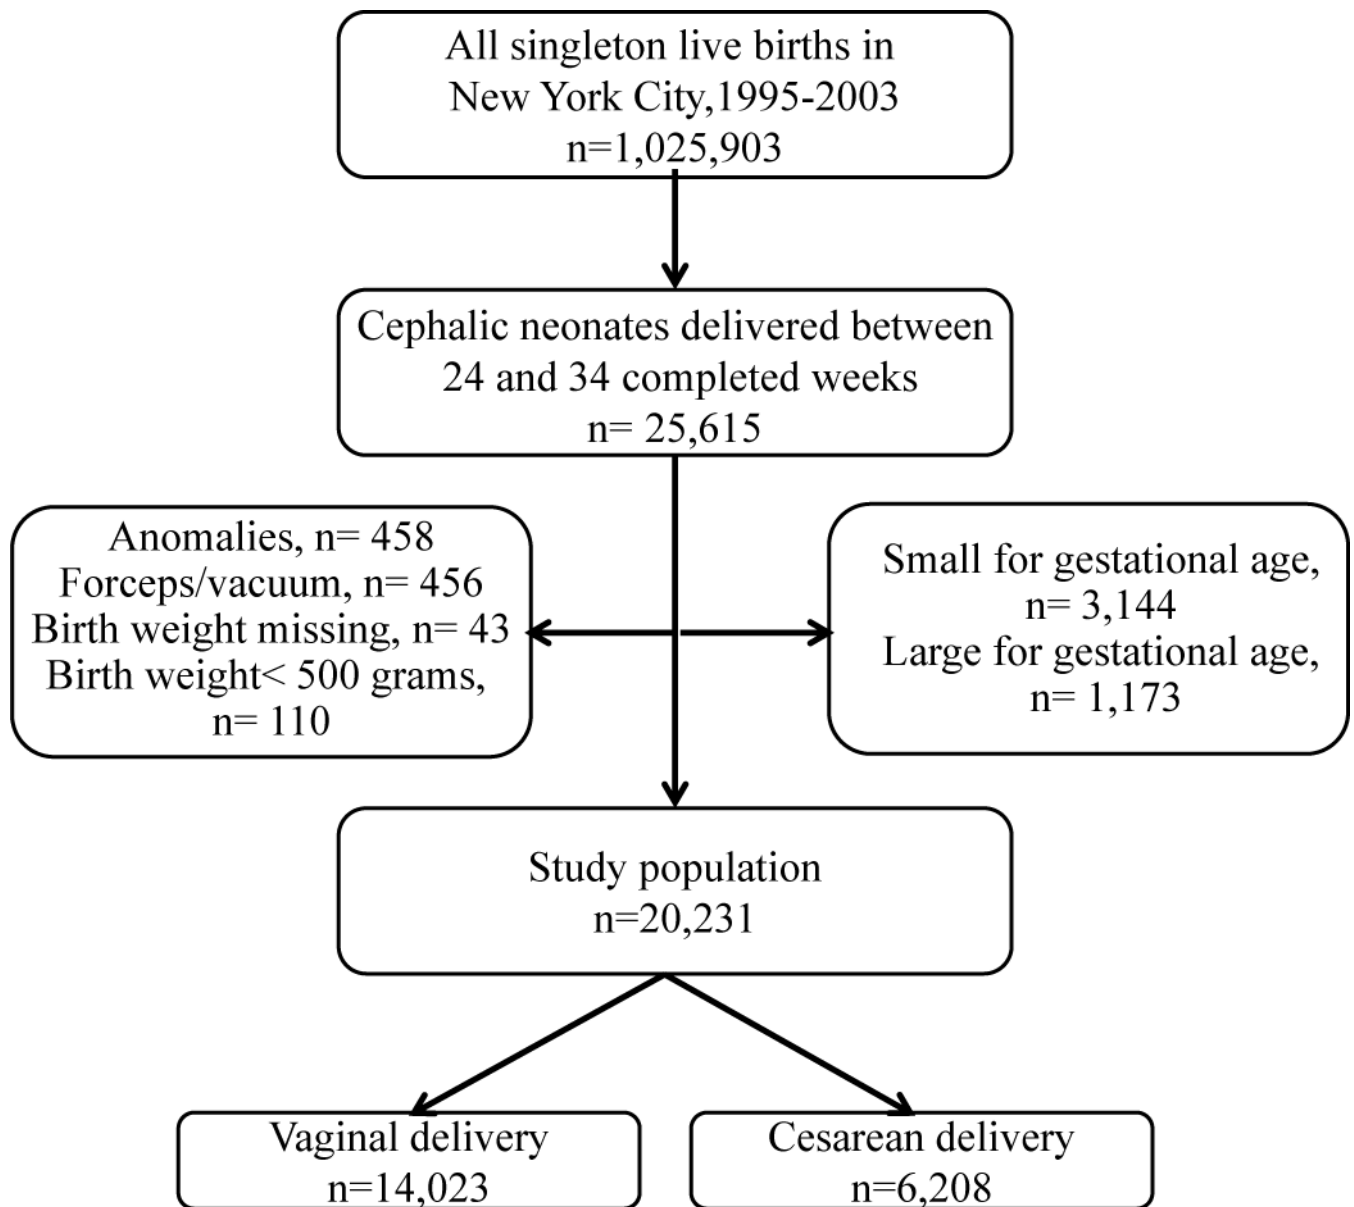 All singleton live births in
New York City,1995-2003
n=1,025,903
Cephalic neonates delivered between
24 and 34 completed weeks
n= 25,615
Anomalies, n= 458
Forceps/vacuum, n= 456
Birth weight missing, n= 43
Birth weight< 500 grams,
n= 110
Small for gestational age,
n= 3,144
Large for gestational age,
n= 1,173
Study population
n=20,231
Vaginal delivery
n=14,023
Cesarean delivery
n=6,208